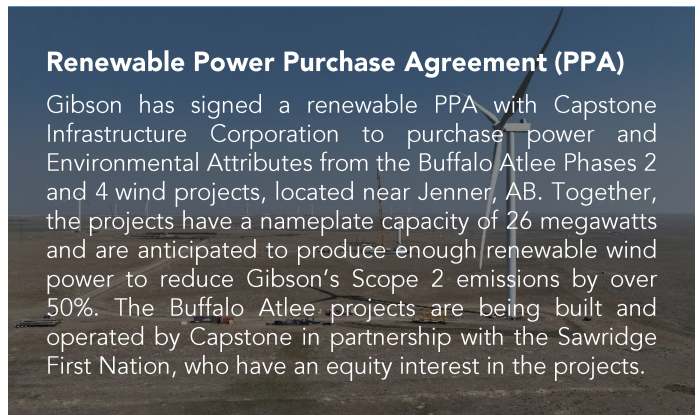 Renewable Power Purchase Agreement (PPA)
Gibson has signed a renewable PPA with Capstone
Infrastructure Corporation to purchase power and
Environmental Attributes from the Buffalo Atlee Phases 2
and 4 wind projects, located near Jenner, AB. Together,
the projects have a nameplate capacity of 26 megawatts
and are anticipated to produce enough renewable wind
power to reduce Gibson’s Scope 2 emissions by over
50%. The Buffalo Atlee projects are being built and
operated by Capstone in partnership with the Sawridge
First Nation, who have an equity interest in the projects.